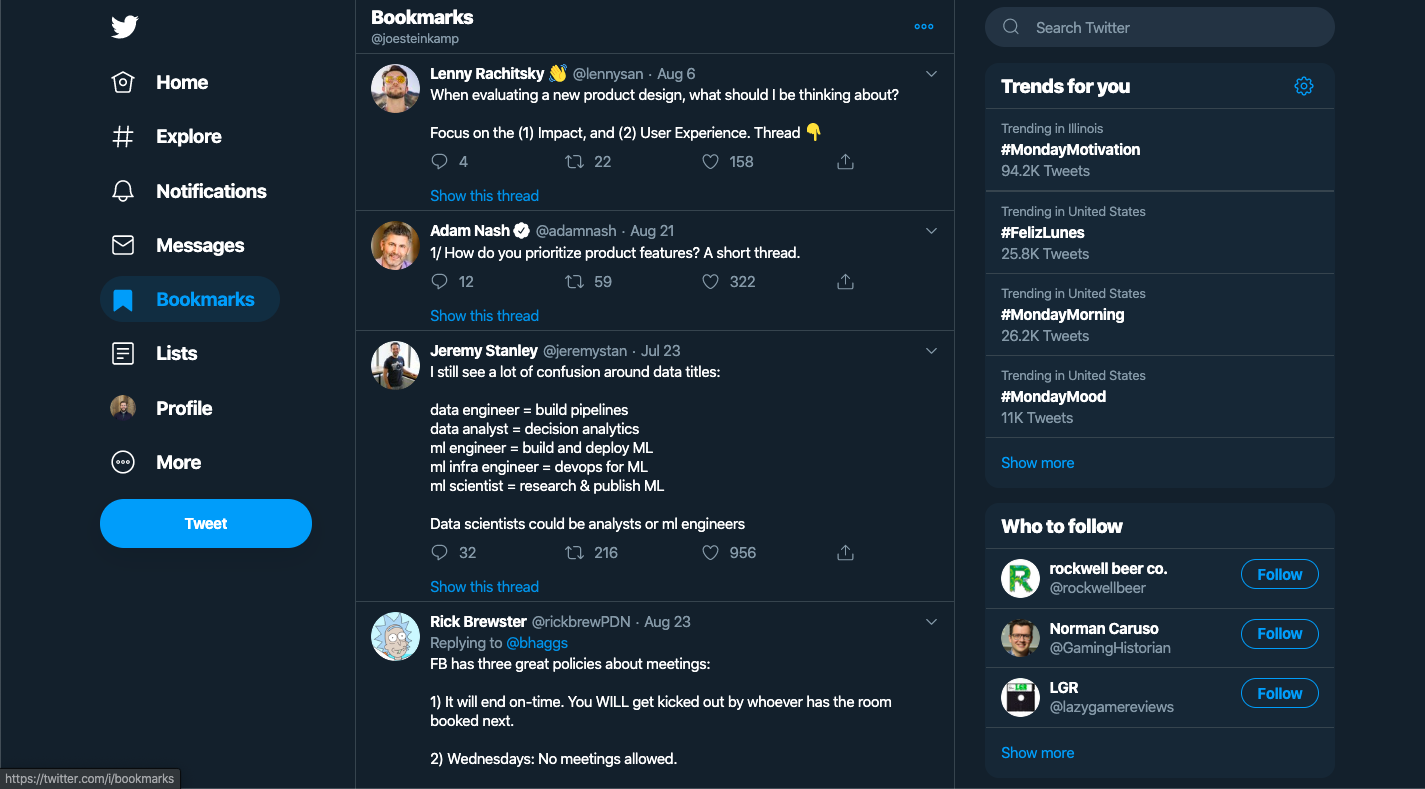 Home
Explore
Notifications
Messages
Bookmarks
Lists
Profile
More
Tweet
Bookmarks
@joesteinkamp
Lenny Rachitsky 👋 @lennysan · Aug 6
When evaluating a new product design, what should I be thinking about?
Focus on the (1) Impact, and (2) User Experience. Thread 👇
4 22 158
Show this thread
Adam Nash @adamnash · Aug 21
1/ How do you prioritize product features? A short thread.
12 59 322
Show this thread
Jeremy Stanley @jeremystan · Jul 23
I still see a lot of confusion around data titles:
data engineer = build pipelines
data analyst = decision analytics
ml engineer = build and deploy ML
ml infra engineer = devops for ML
ml scientist = research & publish ML
Data scientists could be analysts or ml engineers
32 216 956
Show this thread
Rick Brewster @rickbrewPDN · Aug 23
Replying to @bhaggs
FB has three great policies about meetings:
1) It will end on-time. You WILL get kicked out by whoever has the room
booked next.
2) Wednesdays: No meetings allowed.
Search Twitter
Trends for you
Trending in Illinois
#MondayMotivation
94.2K Tweets
Trending in United States
#FelizLunes
25.8K Tweets
Trending in United States
#MondayMorning
26.2K Tweets
Trending in United States
#MondayMood
11K Tweets
Show more
Who to follow
R
rockwell beer co.
@rockwellbeer
Follow
Norman Caruso
@GamingHistorian
Follow
LGR
LGR
@lazygamereviews
Follow
Show more
https://twitter.com/i/bookmarks